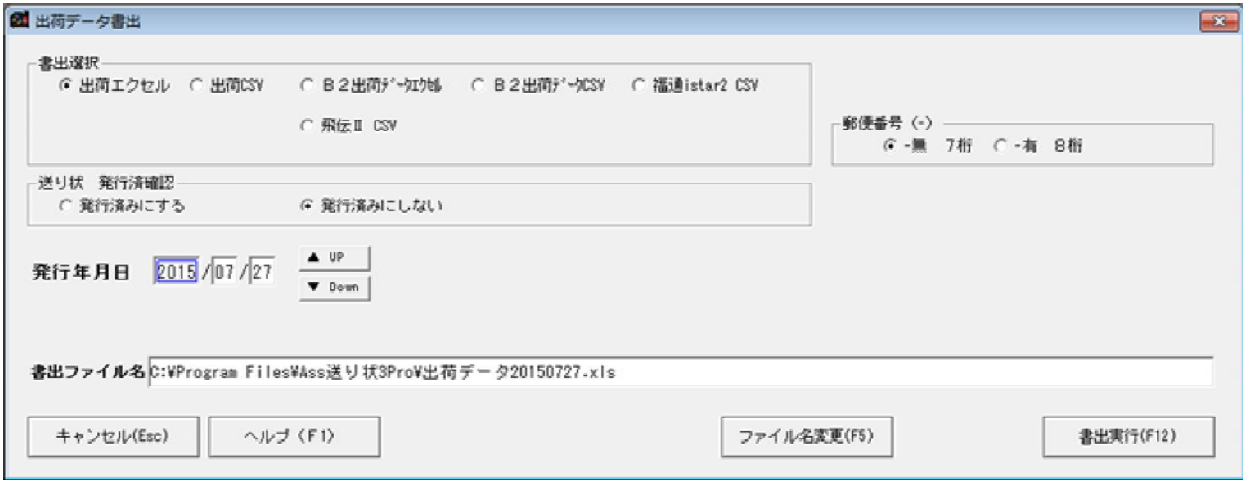 出荷データ書出
書出選択
出荷エクセル 出荷CSV B2出荷ﾃﾞｰﾀｴｸｾﾙ B2出荷ﾃﾞｰﾀCSV 福通istar2 CSV
飛伝Ⅱ CSV
郵便番号 (-)
-無 7桁 -有 8桁
送り状 発行済確認
発行済みにする 発行済みにしない
発行年月日 2015/07/27
▲ UP
▼ Down
書出ファイル名 C:¥Program Files¥Ass送り状3Pro¥出荷データ20150727.xls
キャンセル(Esc) ヘルプ (F1) ファイル名変更(F5) 書出実行(F12)